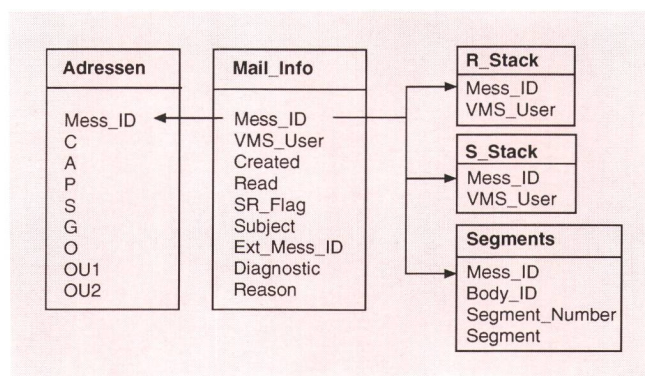 Adressen
Mess_ID
C
A
P
S
G
O
OU1
OU2
Mail_Info
Mess_ID
VMS_User
Created
Read
SR_Flag
Subject
Ext_Mess_ID
Diagnostic
Reason
R_Stack
Mess_ID
VMS_User
S_Stack
Mess_ID
VMS_User
Segments
Mess_ID
Body_ID
Segment_Number
Segment